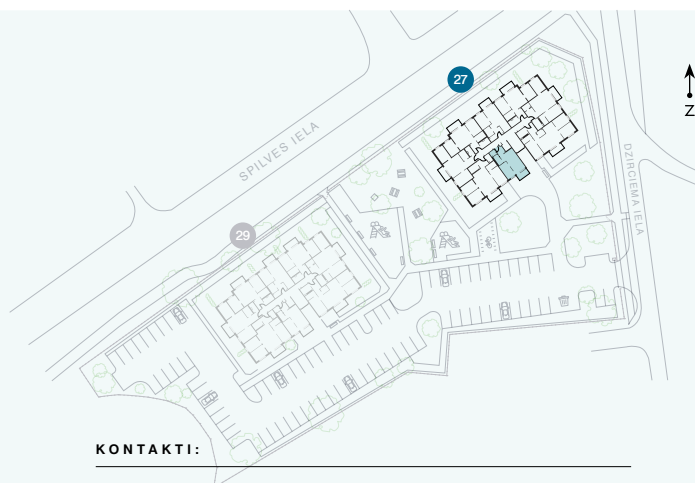 27
Z
SPILVES IELA
DZIRCIEMA IELA
29
KONTAKTI: